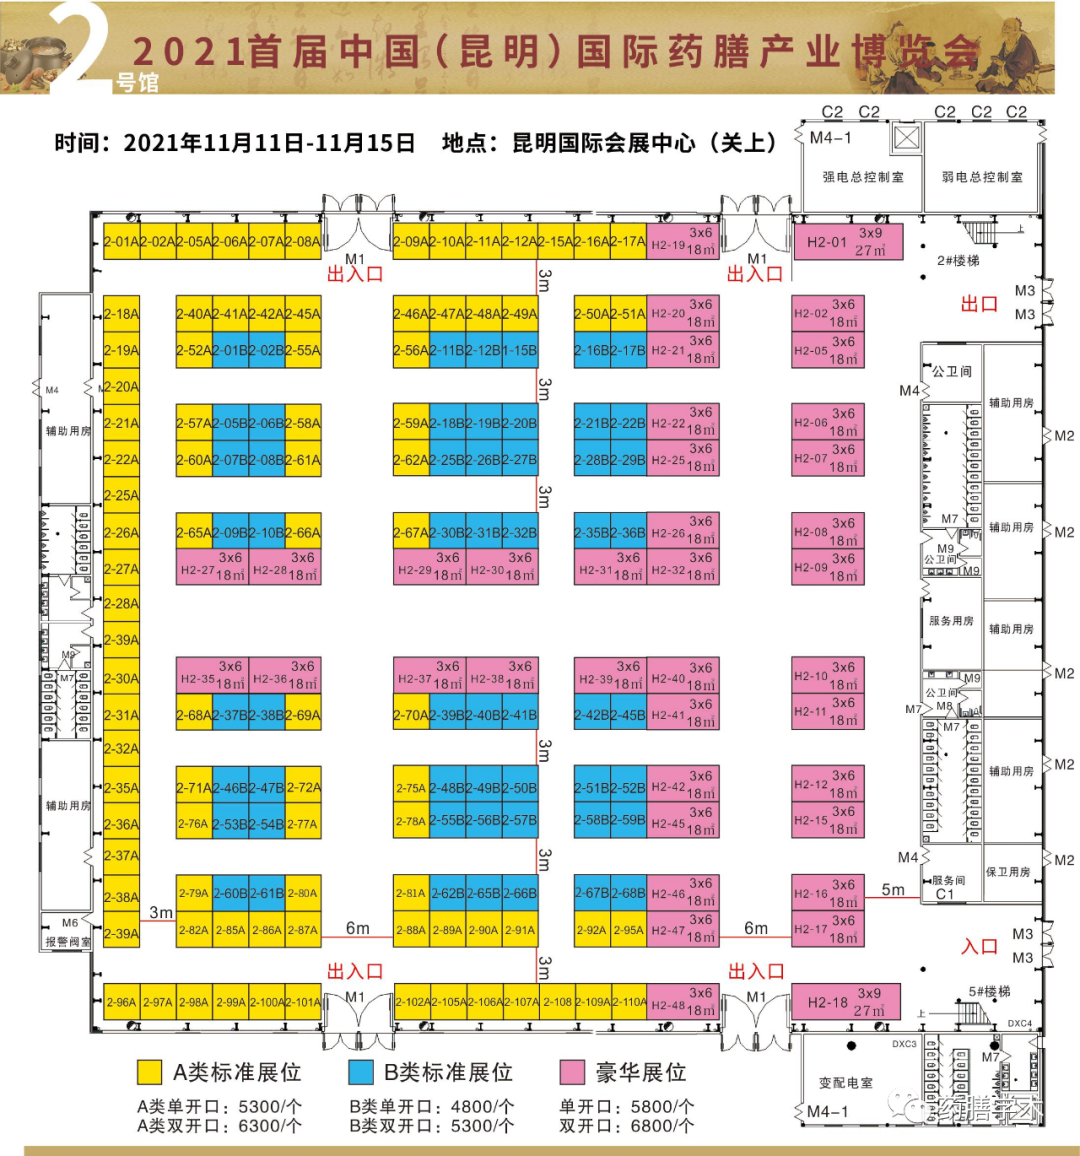 2号馆
2021首届中国（昆明）国际药膳产业博览会
时间：2021年11月11日-11月15日 地点：昆明国际会展中心（关上）
C2 C2 C2 C2 C2
M4-1
强电总控制室 弱电总控制室
2-01A 2-02A 2-05A 2-06A 2-07A 2-08A 2-09A 2-10A 2-11A 2-12A 2-15A 2-16A 2-17A H2-19 3x6 18㎡ H2-01 3x9 27㎡
上
M1 M1 2#楼梯
出入口 3m 出入口
M3
出口
M3
2-18A 2-40A 2-41A 2-42A 2-45A 2-46A 2-47A 2-48A 2-49A 2-50A 2-51A H2-20 3x6 18㎡ H2-02 3x6 18㎡
2-19A 2-52A 2-01B 2-02B 2-55A 2-56A 2-11B 2-12B 1-15B 2-16B 2-17B H2-21 3x6 18㎡ H2-05 3x6 18㎡
公卫间
M4 2-20A 3m M4
辅助用房
2-21A 2-57A 2-05B 2-06B 2-58A 2-59A 2-18B 2-19B 2-20B 2-21B 2-22B H2-22 3x6 18㎡ H2-06 3x6 18㎡
辅助用房 M2
2-22A 2-60A 2-07B 2-08B 2-61A 2-62A 2-25B 2-26B 2-27B 2-28B 2-29B H2-25 3x6 18㎡ H2-07 3x6 18㎡
2-25A 3m
M7
2-26A 2-65A 2-09B 2-10B 2-66A 2-67A 2-30B 2-31B 2-32B 2-35B 2-36B H2-26 3x6 18㎡ H2-08 3x6 18㎡
辅助用房 M2
M9
公卫间
M9
2-27A H2-27 3x6 18㎡ H2-28 3x6 18㎡ H2-29 3x6 18㎡ H2-30 3x6 18㎡ H2-31 3x6 18㎡ H2-32 3x6 18㎡ H2-09 3x6 18㎡
2-28A
服务用房 辅助用房
2-39A
M9
M7
2-30A H2-35 3x6 18㎡ H2-36 3x6 18㎡ H2-37 3x6 18㎡ H2-38 3x6 18㎡ H2-39 3x6 18㎡ H2-40 3x6 18㎡ H2-10 3x6 18㎡
M9 M2
公卫间
M7 M8
M7
2-31A 2-68A 2-37B 2-38B 2-69A 2-70A 2-39B 2-40B 2-41B 2-42B 2-45B H2-41 3x6 18㎡ H2-11 3x6 18㎡
2-32A 3m
辅助用房 M2
2-35A 2-71A 2-46B 2-47B 2-72A 2-75A 2-48B 2-49B 2-50B 2-51B 2-52B H2-42 3x6 18㎡ H2-12 3x6 18㎡
辅助用房
2-36A 2-76A 2-53B 2-54B 2-77A 2-78A 2-55B 2-56B 2-57B 2-58B 2-59B H2-45 3x6 18㎡ H2-15 3x6 18㎡
2-37A 3m M4 M2
保卫用房
服务间
C1
2-38A 2-79A 2-60B 2-61B 2-80A 2-81A 2-62B 2-65B 2-66B 2-67B 2-68B H2-46 3x6 18㎡ H2-16 3x6 18㎡ 5m
3m
M6
报警阀室
2-39A 2-82A 2-85A 2-86A 2-87A 6m 2-88A 2-89A 2-90A 2-91A 2-92A 2-95A H2-47 3x6 18㎡ 6m H2-17 3x6 18㎡
M3
入口
M3
出入口 3m 出入口
M1 M1 5#楼梯
2-96A 2-97A 2-98A 2-99A 2-100A 2-101A 2-102A 2-105A 2-106A 2-107A 2-108 2-109A 2-110A H2-48 3x6 18㎡ H2-18 3x9 27㎡
上
DXC4
DXC3
M7
变配电室
M4-1
A类标准展位 B类标准展位 豪华展位
A类单开口：5300/个 B类单开口：4800/个 单开口：5800/个
A类双开口：6300/个 B类双开口：5300/个 双开口：6800/个